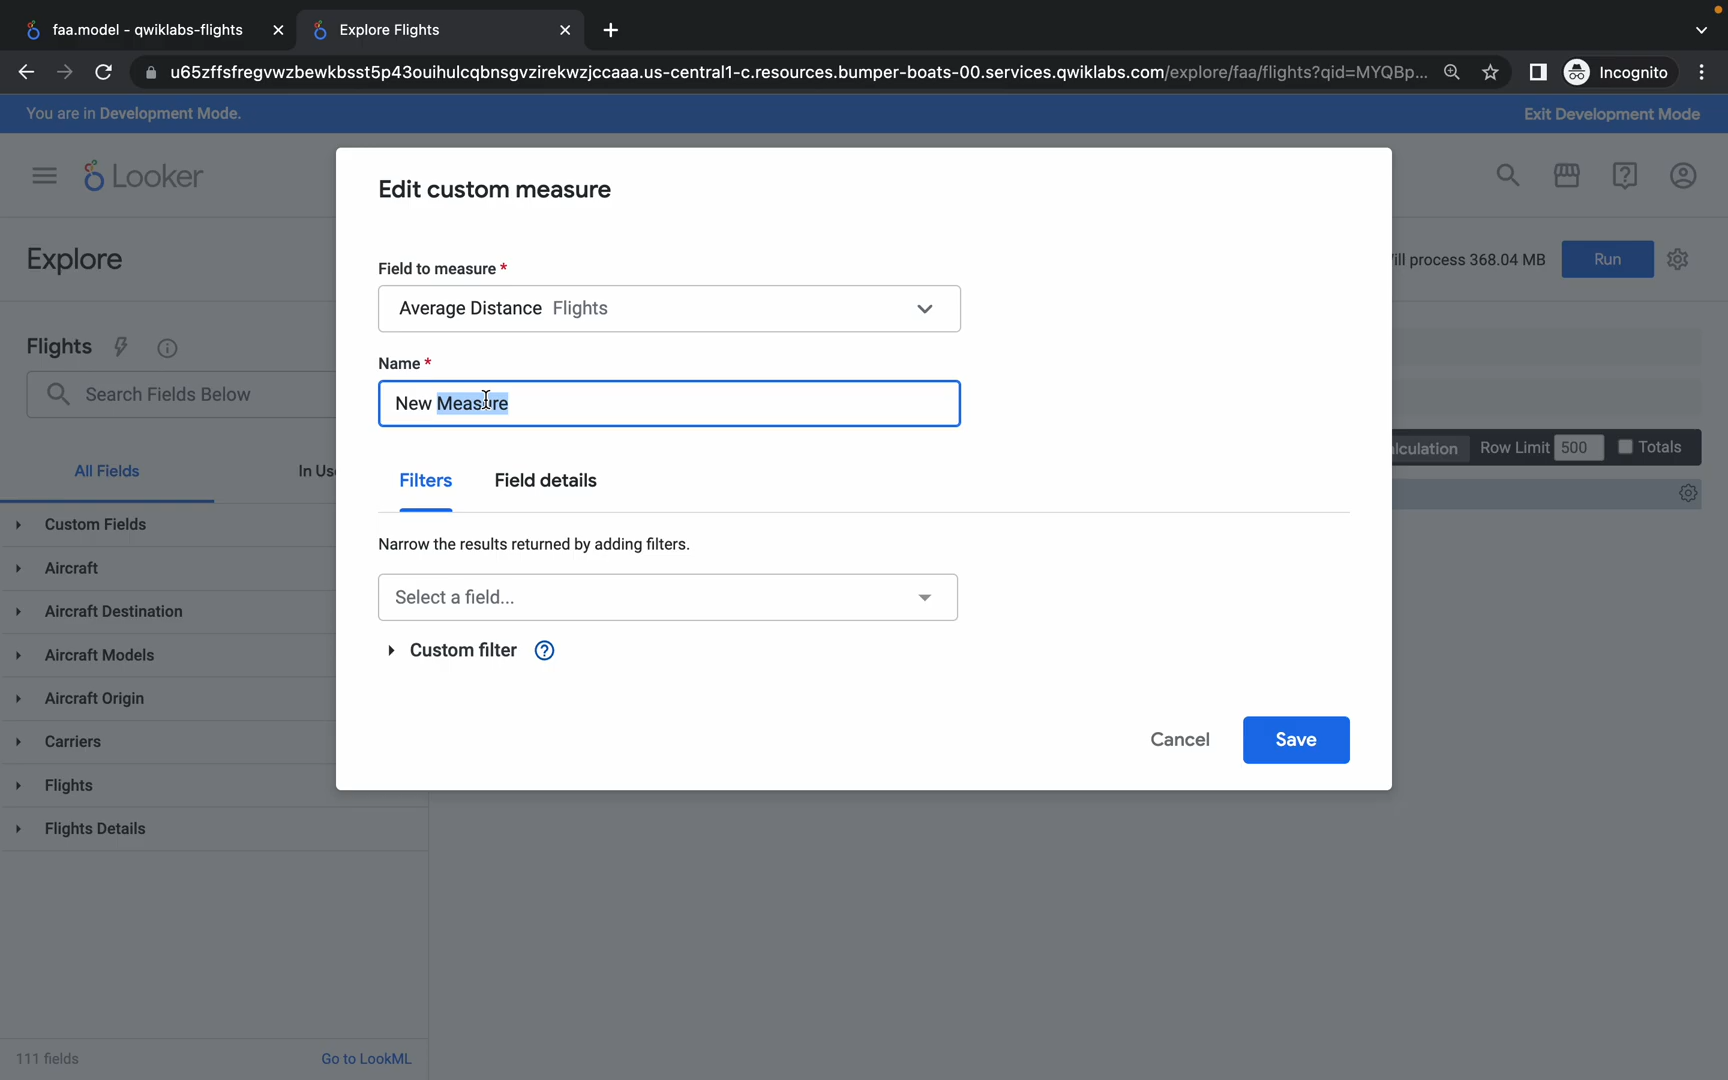 faa.model - qwiklabs-flights
Explore Flights
u65zffsfregvwzbewkbsst5p43ouihulcqbnsgvzirekwzjccaaa.us-central1-c.resources.bumper-boats-00.services.qwiklabs.com/explore/faa/flights?qid=MYQBp...
Incognito
You are in Development Mode.
Exit Development Mode
Looker
Edit custom measure
Explore
ill process 368.04 MB
Run
Field to measure *
Average Distance Flights
Flights
Name *
Search Fields Below
New Measure
lculation
Row Limit 500
Totals
All Fields
In Us
Filters
Field details
Custom Fields
Narrow the results returned by adding filters.
Aircraft
Select a field...
Aircraft Destination
Custom filter
Aircraft Models
Aircraft Origin
Carriers
Cancel
Save
Flights
Flights Details
111 fields
Go to LookML